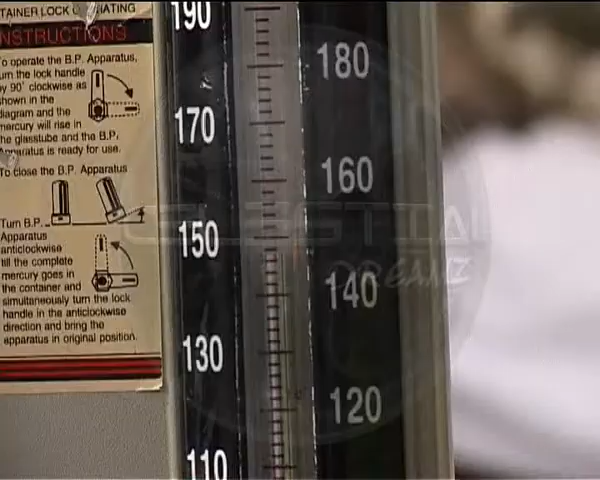 TAINER LOCK
ATING
INSTRUCTIONS
To operate the B.P. Apparatus,
turn the lock handle
by 90° clockwise as
shown in the
diagram and the
mercury will rise in
the glasstube and the B.P.
Apparatus is ready for use.
To close the B.P. Apparatus
Turn B.P.
Apparatus
anticlockwise
till the complete
mercury goes in
the container and
simultaneously turn the lock
handle in the anticlockwise
direction and bring the
apparatus in original position.
190
180
170
160
150
140
130
120
110
DREAMZ